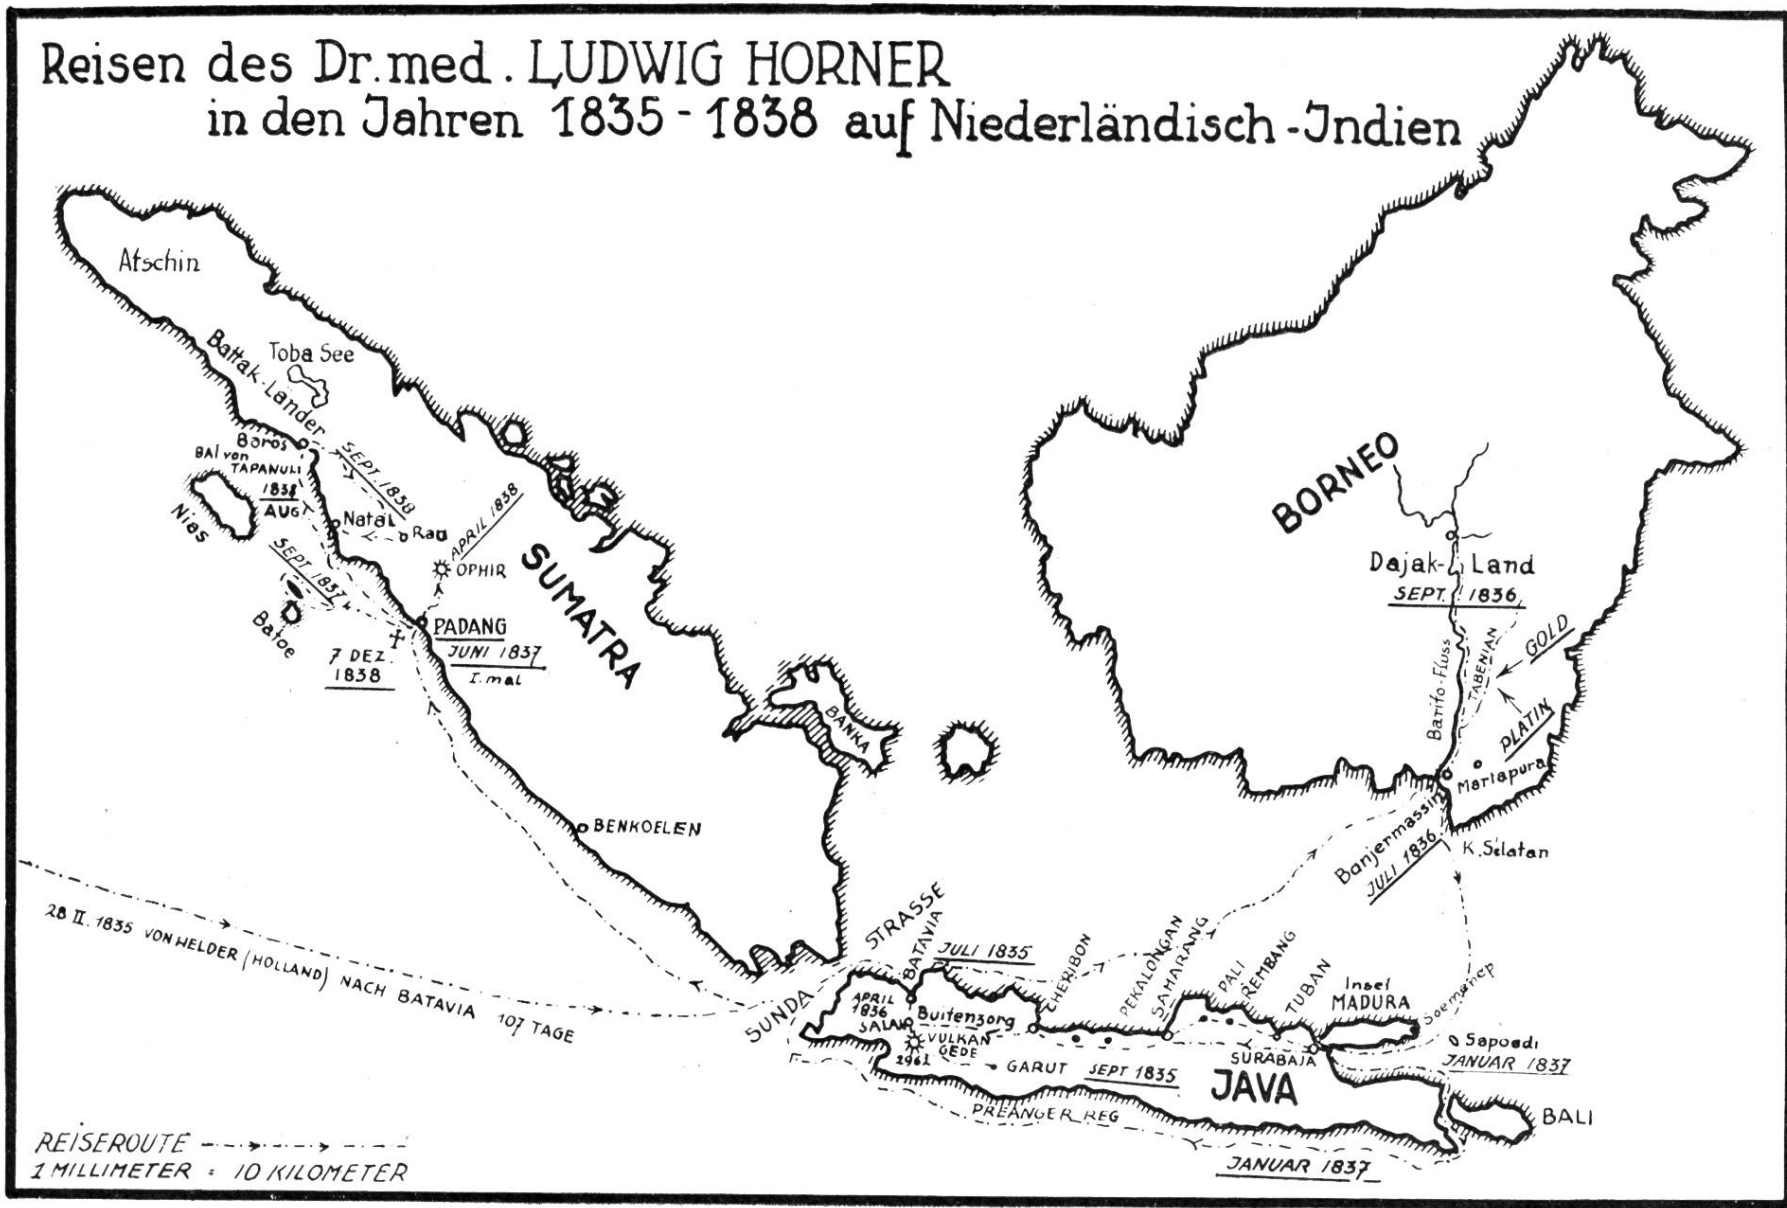 Reisen des Dr. med. LUDWIG HORNER
in den Jahren 1835-1838 auf Niederländisch-Indien
Atschin
Battak-Länder
Toba See
Boros
BAI von
TAPANULI
1838
AUG
SEPT. 1838
Nias
Natal
Rau
APRIL 1838
OPHIR
SEPT 1837
Batoe
PADANG
JUNI 1837
I. mal
7 DEZ.
1838
SUMATRA
BANKA
BENKOELEN
BORNEO
Dajak-Land
SEPT. 1836
Barito-Fluss
TABENIAN
GOLD
PLATIN
Martapura
Banjermassin
JULI 1836
K. Selatan
28 II. 1835 VON HELDER (HOLLAND) NACH BATAVIA 107 TAGE
SUNDA STRASSE
BATAVIA
JULI 1835
CHERIBON
PEKALONGAN
SAMARANG
PALI
REMBANG
TUBAN
Insel
MADURA
Soemanep
Sapoedi
JANUAR 1837
APRIL
1836
SALAK
Buitenzorg
VULKAN
GEDE
2961
GARUT
SEPT 1835
SURABAJA
JAVA
BALI
PREANGER REG
JANUAR 1837
REISEROUTE
1 MILLIMETER = 10 KILOMETER